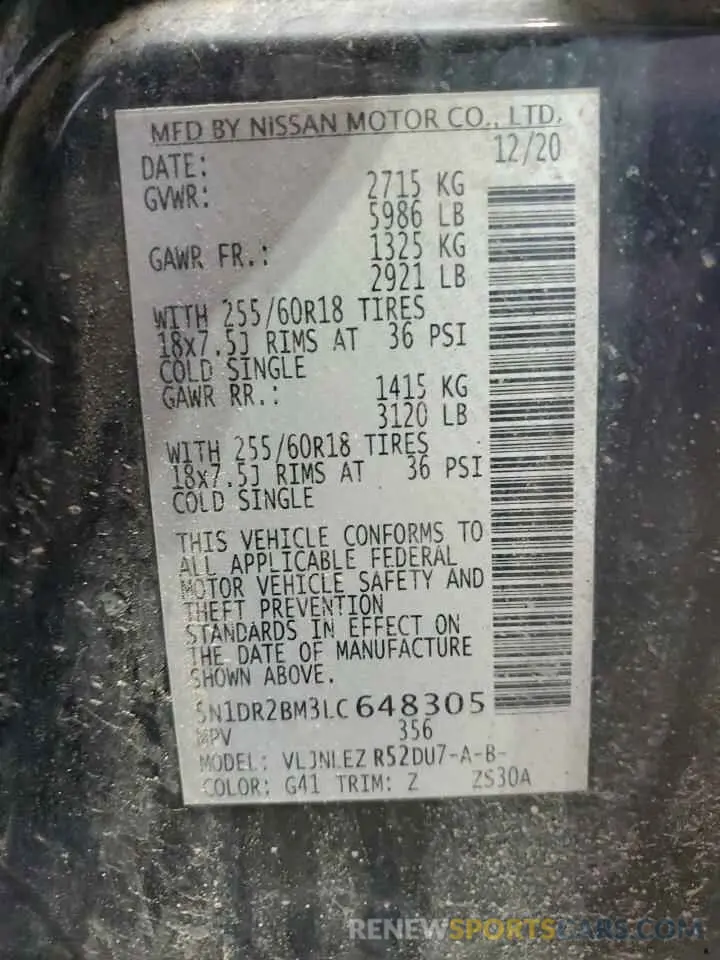 MFD BY NISSAN MOTOR CO., LTD.
DATE: 12/20
GVWR: 2715 KG
5986 LB
GAWR FR.: 1325 KG
2921 LB
WITH 255/60R18 TIRES
18x7.5J RIMS AT 36 PSI
COLD SINGLE
GAWR RR.: 1415 KG
3120 LB
WITH 255/60R18 TIRES
18x7.5J RIMS AT 36 PSI
COLD SINGLE
THIS VEHICLE CONFORMS TO
ALL APPLICABLE FEDERAL
MOTOR VEHICLE SAFETY AND
THEFT PREVENTION
STANDARDS IN EFFECT ON
THE DATE OF MANUFACTURE
SHOWN ABOVE.
5N1DR2BM3LC648305
MPV 356
MODEL: VLJNLEZ R52DU7-A-B-
COLOR: G41 TRIM: Z ZS30A
RENEWSPORTSCARS.COM